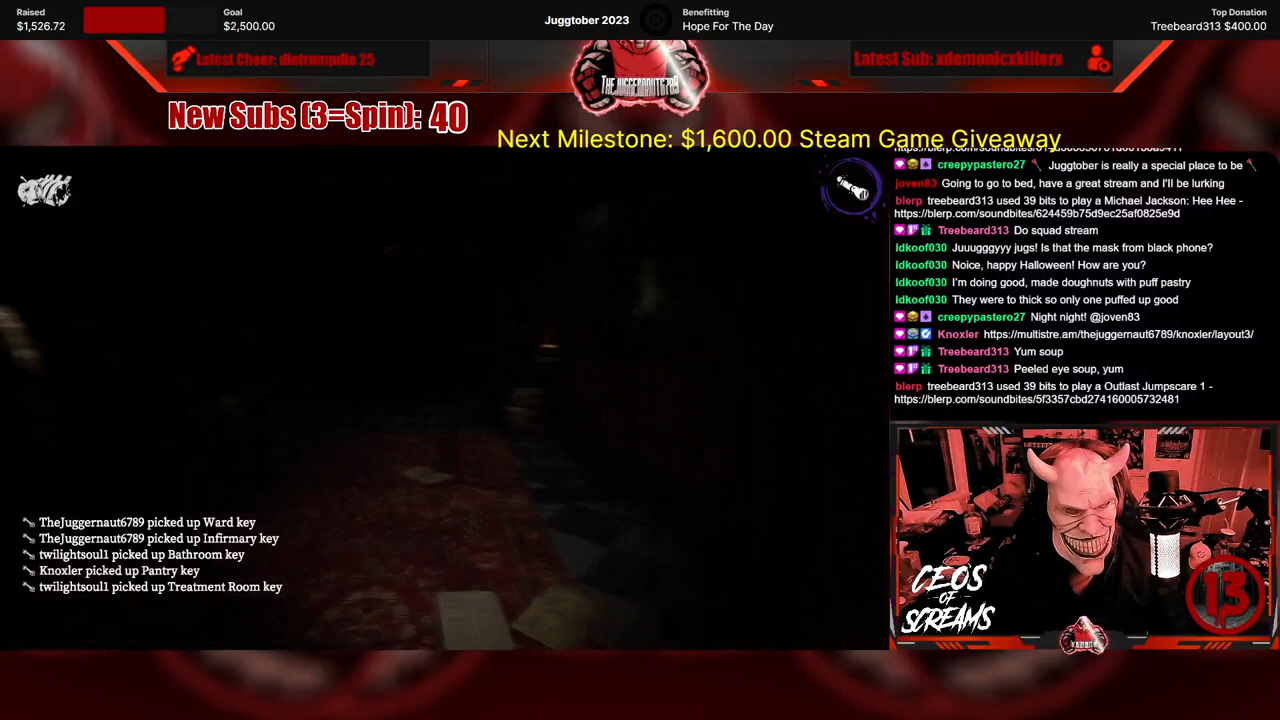 Raised
$1,526.72
Goal
$2,500.00
Juggtober 2023
Benefitting
Hope For The Day
Top Donation
Treebeard313 $400.00
Latest Cheer: dietrumpdie 25
THEJUGGERNAUT6789
Latest Sub: xdemonicxkillerx
New Subs (3=Spin): 40
Next Milestone: $1,600.00 Steam Game Giveaway
creepypastero27 Juggtober is really a special place to be
joven83 Going to go to bed, have a great stream and I'll be lurking
blerp treebeard313 used 39 bits to play a Michael Jackson: Hee Hee -
https://blerp.com/soundbites/624459b75d9ec25af0825e9d
Treebeard313 Do squad stream
Idkoof030 Juuugggyyy jugs! Is that the mask from black phone?
Idkoof030 Noice, happy Halloween! How are you?
Idkoof030 I'm doing good, made doughnuts with puff pastry
Idkoof030 They were to thick so only one puffed up good
creepypastero27 Night night! @joven83
Knoxler https://multistre.am/thejuggernaut6789/knoxler/layout3/
Treebeard313 Yum soup
Treebeard313 Peeled eye soup, yum
blerp treebeard313 used 39 bits to play a Outlast Jumpscare 1 -
https://blerp.com/soundbites/5f3357cbd274160005732481
TheJuggernaut6789 picked up Ward key
TheJuggernaut6789 picked up Infirmary key
twilightsoul1 picked up Bathroom key
Knoxler picked up Pantry key
twilightsoul1 picked up Treatment Room key
CEOS
OF
SCREAMS
13